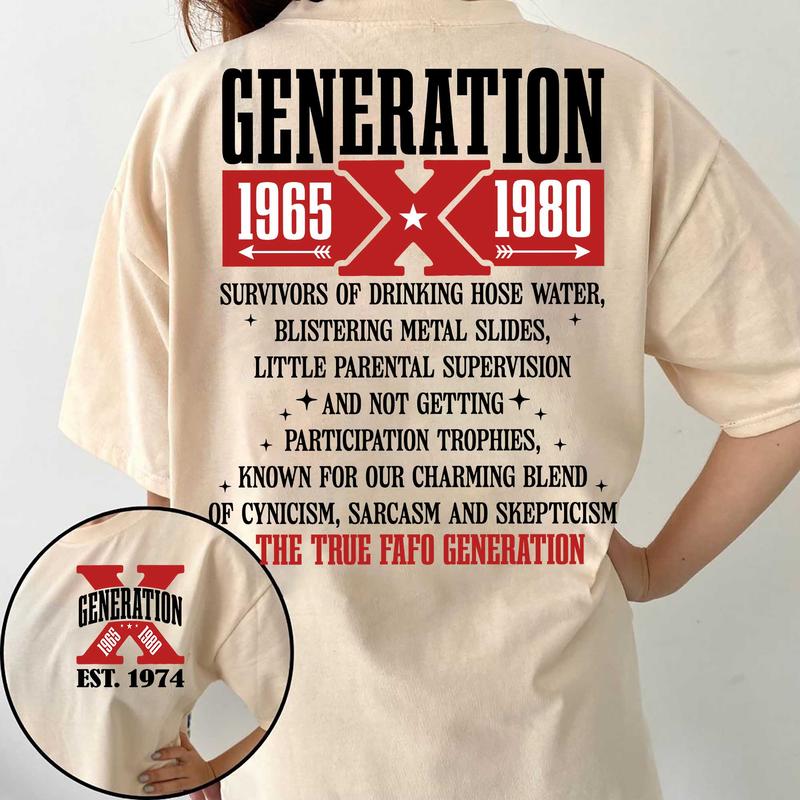 GENERATION
1965 X 1980
SURVIVORS OF DRINKING HOSE WATER,
BLISTERING METAL SLIDES,
LITTLE PARENTAL SUPERVISION
AND NOT GETTING
PARTICIPATION TROPHIES,
KNOWN FOR OUR CHARMING BLEND
OF CYNICISM, SARCASM AND SKEPTICISM
THE TRUE FAFO GENERATION
X
GENERATION
1965 1980
EST. 1974